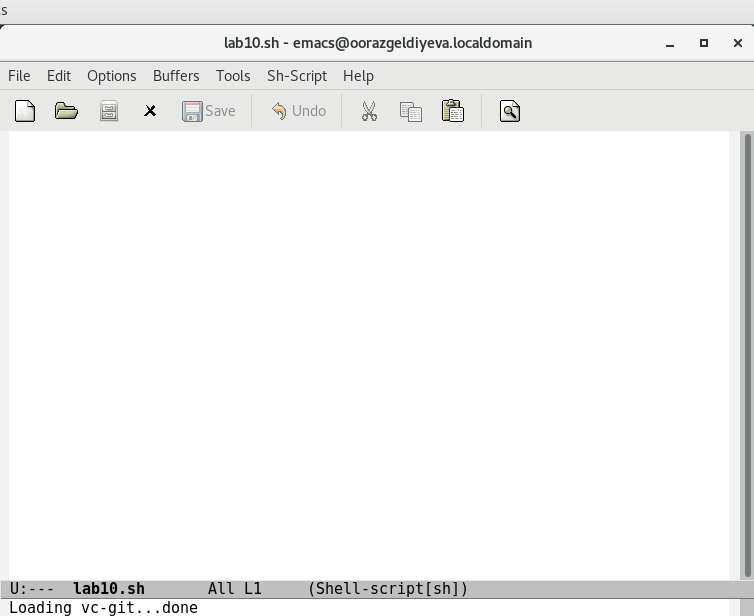 s
lab10.sh - emacs@oorazgeldiyeva.localdomain
File Edit Options Buffers Tools Sh-Script Help
Save Undo
U:--- lab10.sh All L1 (Shell-script[sh])
Loading vc-git...done